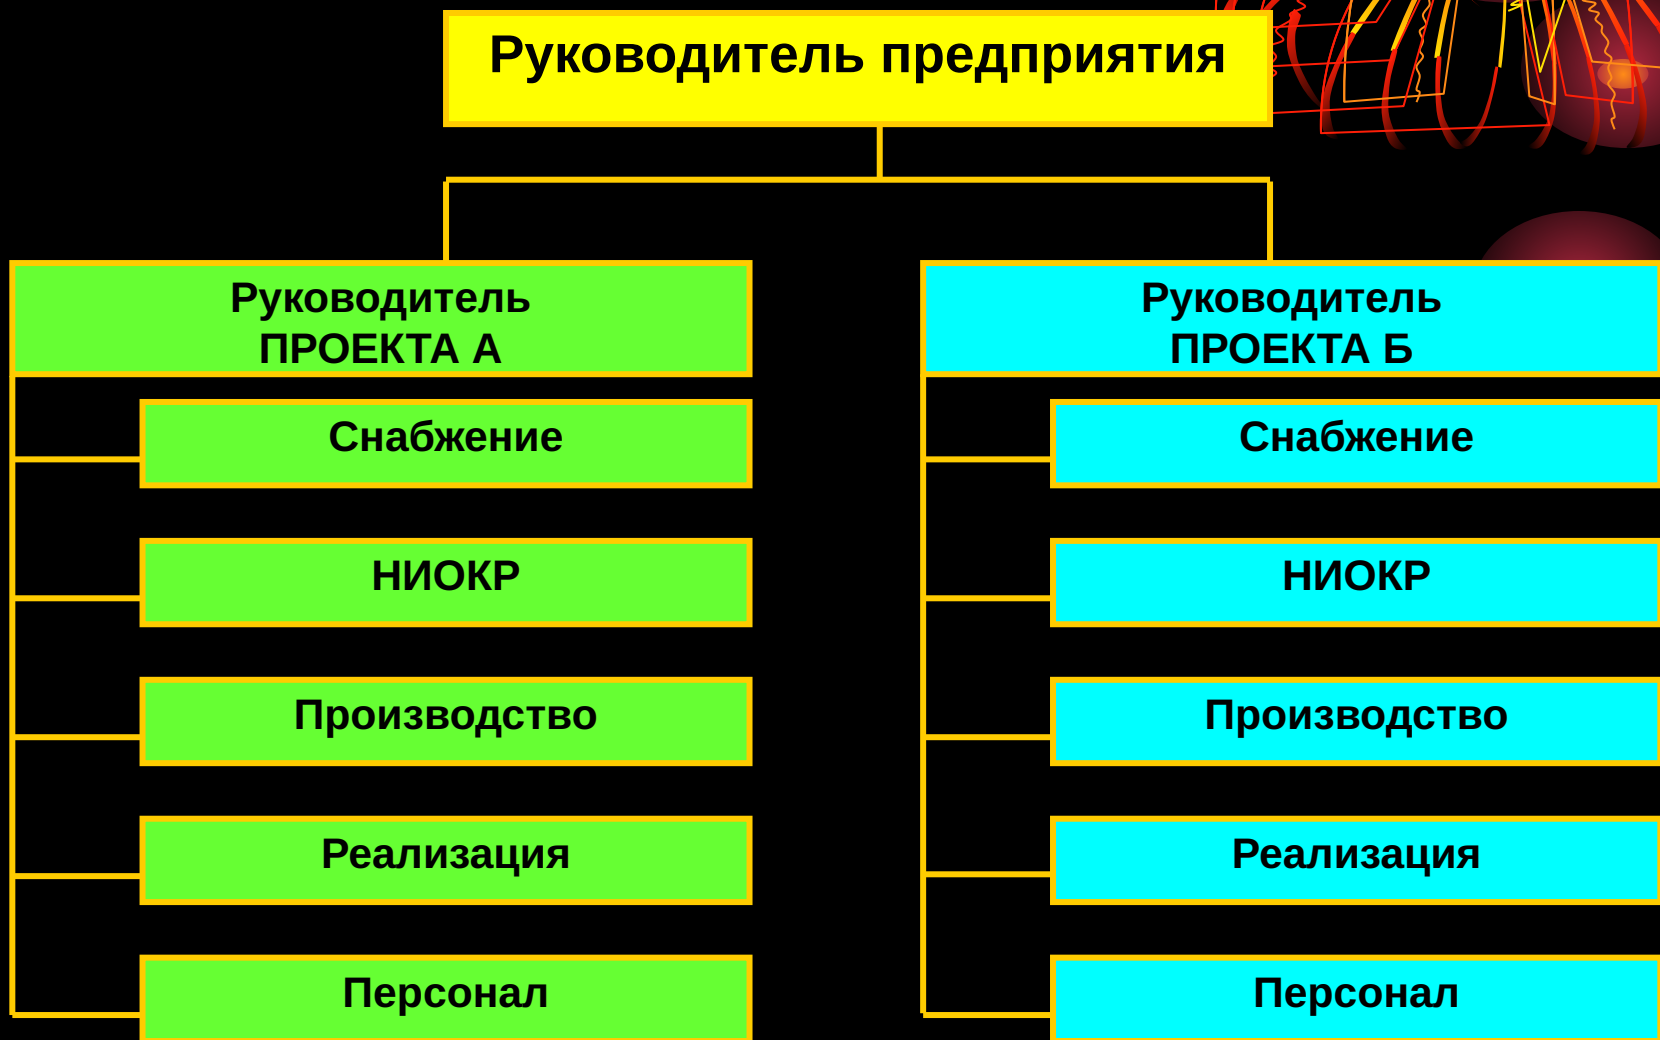 Руководитель предприятия
Руководитель
ПРОЕКТА А
Снабжение
НИОКР
Производство
Реализация
Персонал
Руководитель
ПРОЕКТА Б
Снабжение
НИОКР
Производство
Реализация
Персонал